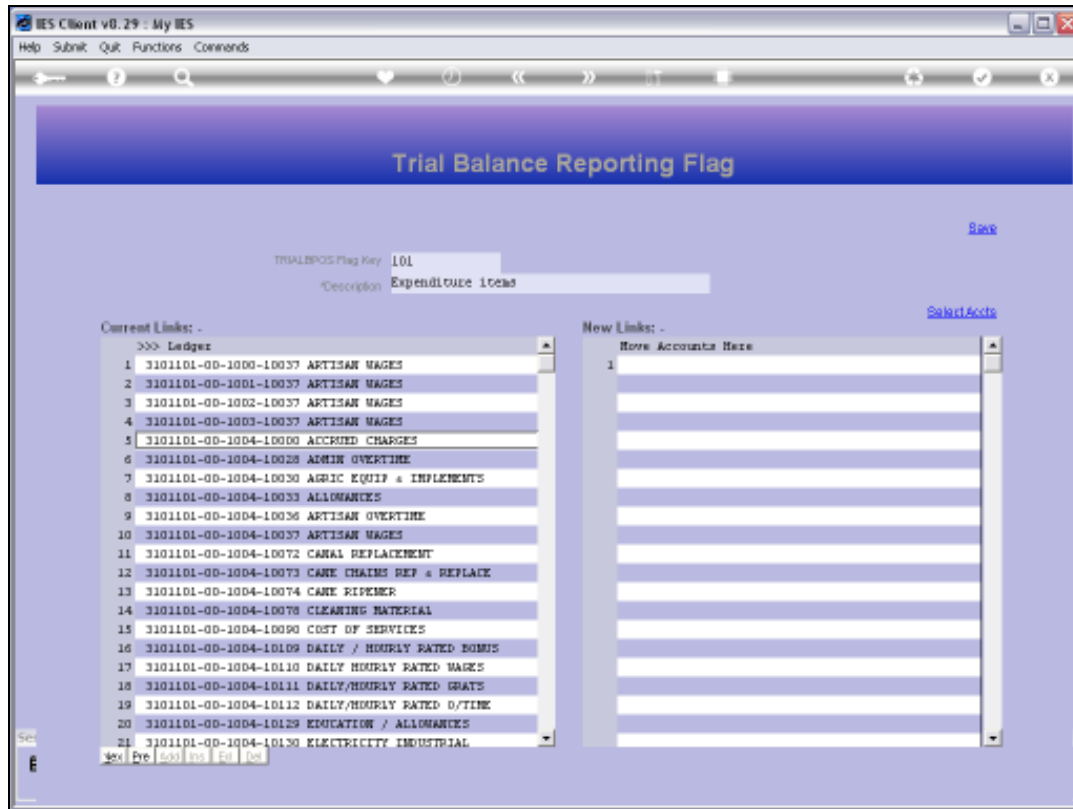 IES Client v8.29 : My IES
Help Submit Quit Functions Commands
Trial Balance Reporting Flag
Save
TRIALBPOS Flag Key 101
*Description Expenditure items
Select Accts
Current Links: -
New Links: -
>>> Ledger
Move Accounts Here
1 3101101-00-1000-10037 ARTISAN WAGES
1
2 3101101-00-1001-10037 ARTISAN WAGES
3 3101101-00-1002-10037 ARTISAN WAGES
4 3101101-00-1003-10037 ARTISAN WAGES
5 3101101-00-1004-10000 ACCRUED CHARGES
6 3101101-00-1004-10028 ADMIN OVERTIME
7 3101101-00-1004-10030 AGRIC EQUIP & IMPLEMENTS
8 3101101-00-1004-10033 ALLOWANCES
9 3101101-00-1004-10036 ARTISAN OVERTIME
10 3101101-00-1004-10037 ARTISAN WAGES
11 3101101-00-1004-10072 CANAL REPLACEMENT
12 3101101-00-1004-10073 CANE CHAINS REP & REPLACE
13 3101101-00-1004-10074 CANE RIPENER
14 3101101-00-1004-10078 CLEANING MATERIAL
15 3101101-00-1004-10090 COST OF SERVICES
16 3101101-00-1004-10109 DAILY / HOURLY RATED BONUS
17 3101101-00-1004-10110 DAILY HOURLY RATED WAGES
18 3101101-00-1004-10111 DAILY/HOURLY RATED GRATS
19 3101101-00-1004-10112 DAILY/HOURLY RATED O/TIME
20 3101101-00-1004-10129 EDUCATION / ALLOWANCES
21 3101101-00-1004-10130 ELECTRICITY INDUSTRIAL
Nex Pre Add Ins Ed Del